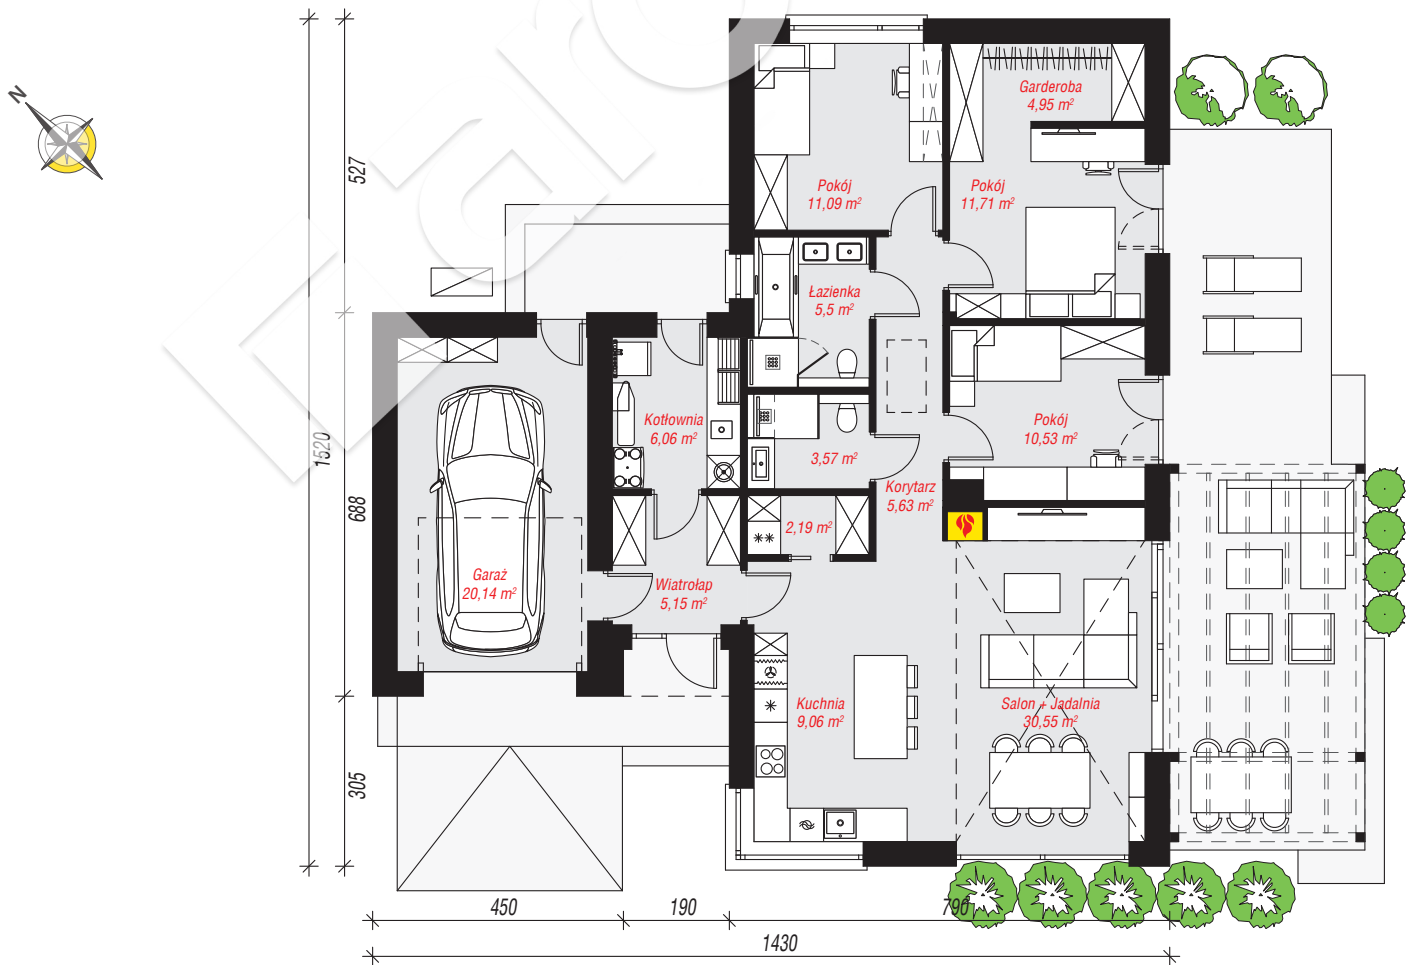 N
Garderoba
4,95 m²
Pokój
11,09 m²
Pokój
11,71 m²
527
Łazienka
5,5 m²
Kotłownia
6,06 m²
Pokój
10,53 m²
1520
3,57 m²
Korytarz
5,63 m²
688
2,19 m²
Garaż
20,14 m²
Wiatrołap
5,15 m²
Kuchnia
9,06 m²
Salon + Jadalnia
30,55 m²
305
450
190
790
1430